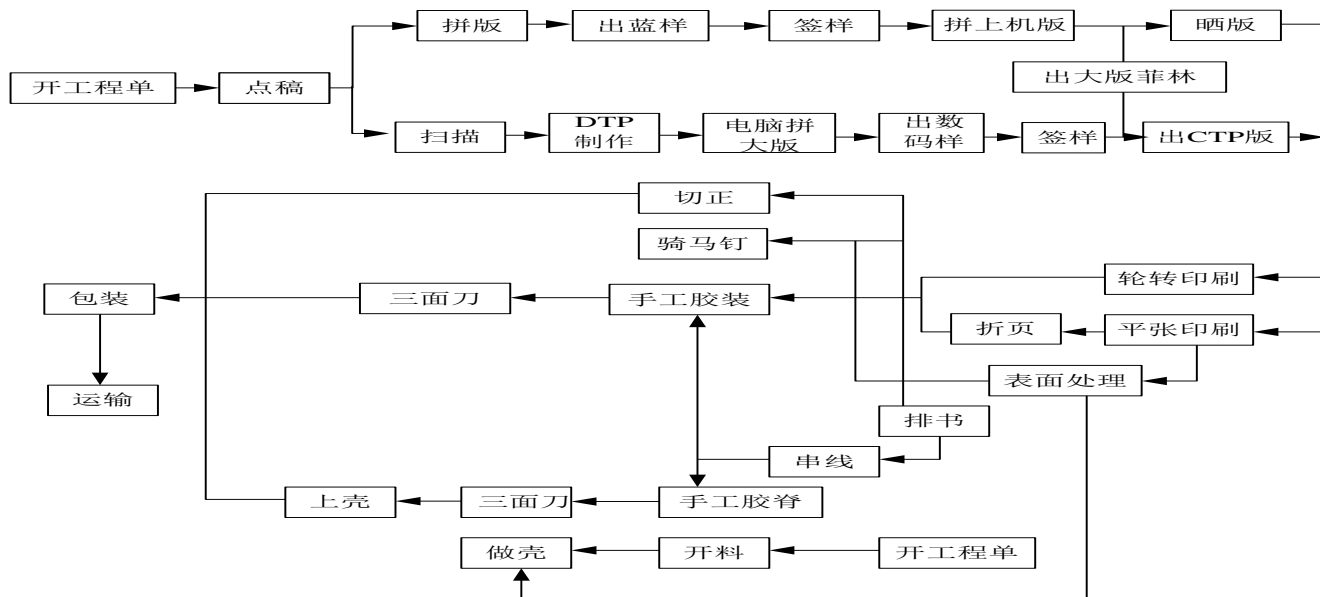 拼版
出蓝样
签样
拼上机版
晒版
开工程单
点稿
出大版菲林
扫描
DTP
制作
电脑拼
大版
出数
码样
签样
出CTP版
切正
骑马钉
轮转印刷
包装
三面刀
手工胶装
折页
平张印刷
表面处理
运输
排书
串线
上壳
三面刀
手工胶脊
做壳
开料
开工程单